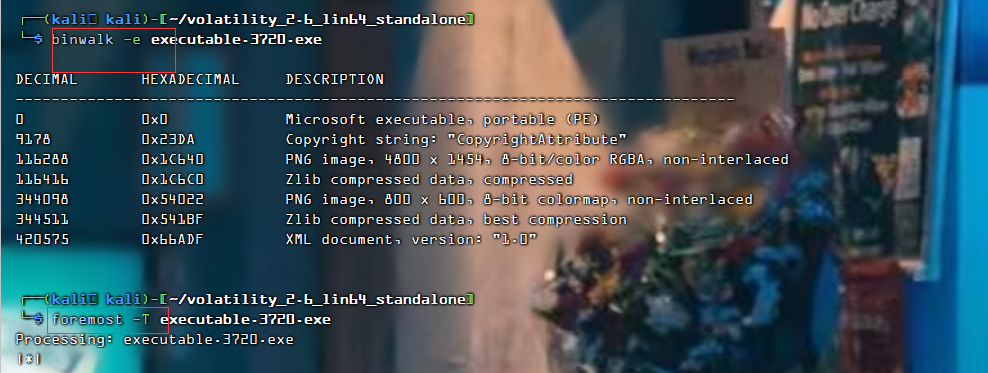 ┌──(kali㉿kali)-[~/volatility_2.6_lin64_standalone]
└─$ binwalk -e executable.3720.exe
DECIMAL HEXADECIMAL DESCRIPTION
--------------------------------------------------------------------------------
0 0x0 Microsoft executable, portable (PE)
9178 0x23DA Copyright string: "CopyrightAttribute"
116288 0x1C640 PNG image, 4800 x 1454, 8-bit/color RGBA, non-interlaced
116416 0x1C6C0 Zlib compressed data, compressed
344098 0x54022 PNG image, 800 x 600, 8-bit colormap, non-interlaced
344511 0x541BF Zlib compressed data, best compression
420575 0x66ADF XML document, version: "1.0"
┌──(kali㉿kali)-[~/volatility_2.6_lin64_standalone]
└─$ foremost -T executable.3720.exe
Processing: executable.3720.exe
|*|
No Over Charge